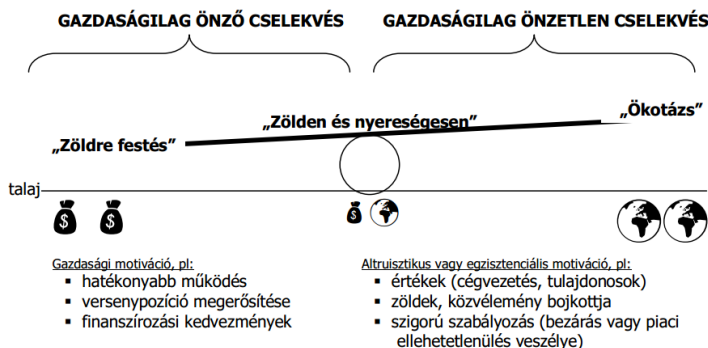 GAZDASÁGILAG ÖNZŐ CSELEKVÉS
GAZDASÁGILAG ÖNZETLEN CSELEKVÉS
„Zöldre festés”
„Zölden és nyereségesen”
„Ökotázs”
talaj
$ $ $
Gazdasági motiváció, pl:
▪ hatékonyabb működés
▪ versenypozíció megerősítése
▪ finanszírozási kedvezmények
Altruisztikus vagy egzisztenciális motiváció, pl:
▪ értékek (cégvezetés, tulajdonosok)
▪ zöldek, közvélemény bojkottja
▪ szigorú szabályozás (bezárás vagy piaci
ellehetetlenülés veszélye)